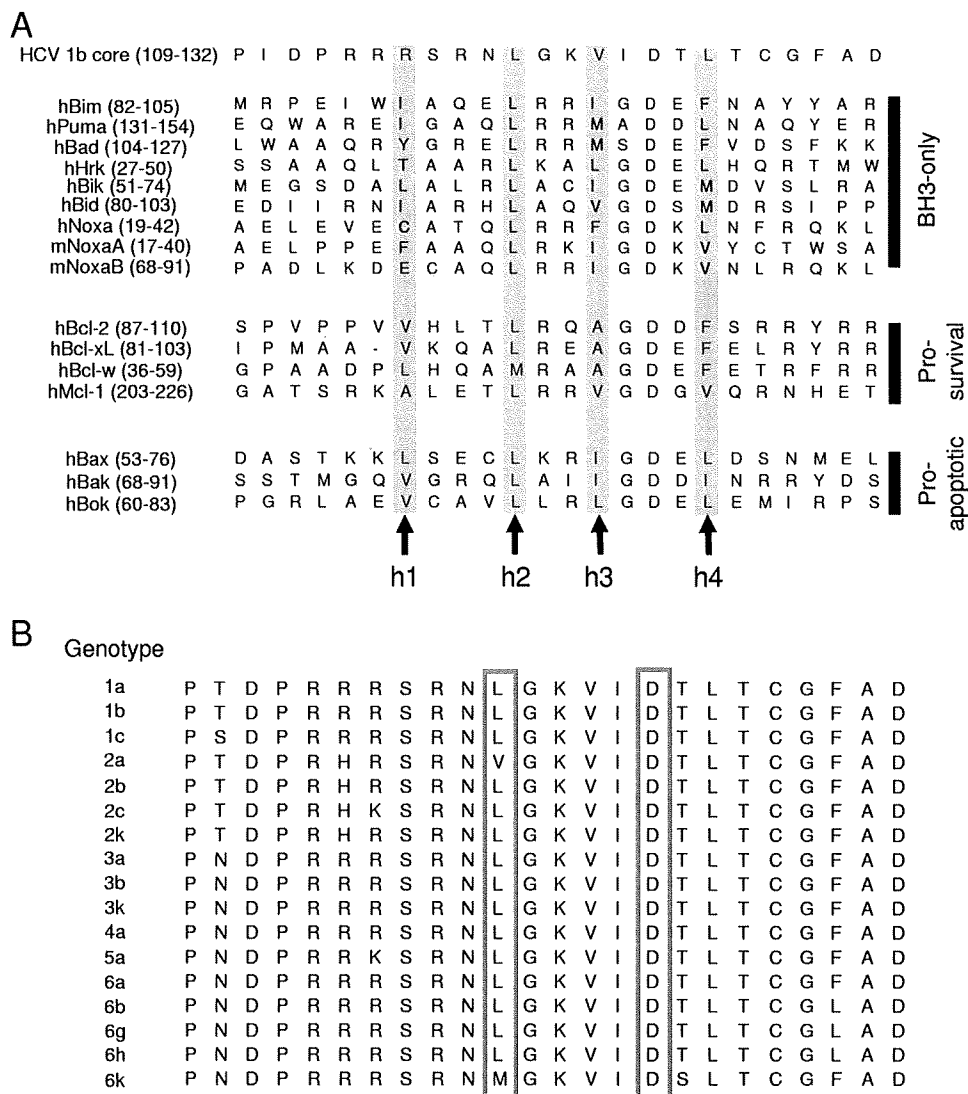 A
HCV 1b core (109-132) P I D P R R R S R N L G K V I D T L T C G F A D
hBim (82-105) M R P E I W I A Q E L R R I G D E F N A Y Y A R
hPuma (131-154) E Q W A R E I G A Q L R R M A D D L N A Q Y E R
hBad (104-127) L W A A Q R Y G R E L R R M S D E F V D S F K K
hHrk (27-50) S S A A Q L T A A R L K A L G D E L H Q R T M W
hBik (51-74) M E G S D A L A L R L A C I G D E M D V S L R A
hBid (80-103) E D I I R N I A R H L A Q V G D S M D R S I P P
hNoxa (19-42) A E L E V E C A T Q L R R F G D K L N F R Q K L
mNoxaA (17-40) A E L P P E F A A Q L R K I G D K V Y C T W S A
mNoxaB (68-91) P A D L K D E C A Q L R R I G D K V N L R Q K L
BH3-only
hBcl-2 (87-110) S P V P P V V H L T L R Q A G D D F S R R Y R R
hBcl-xL (81-103) I P M A A - V K Q A L R E A G D E F E L R Y R R
hBcl-w (36-59) G P A A D P L H Q A M R A A G D E F E T R F R R
hMcl-1 (203-226) G A T S R K A L E T L R R V G D G V Q R N H E T
Pro-
survival
hBax (53-76) D A S T K K L S E C L K R I G D E L D S N M E L
hBak (68-91) S S T M G Q V G R Q L A I I G D D I N R R Y D S
hBok (60-83) P G R L A E V C A V L L R L G D E L E M I R P S
Pro-
apoptotic
h1 h2 h3 h4
B
Genotype
1a P T D P R R R S R N L G K V I D T L T C G F A D
1b P T D P R R R S R N L G K V I D T L T C G F A D
1c P S D P R R R S R N L G K V I D T L T C G F A D
2a P T D P R H R S R N V G K V I D T L T C G F A D
2b P T D P R H R S R N L G K V I D T L T C G F A D
2c P T D P R H K S R N L G K V I D T L T C G F A D
2k P T D P R H R S R N L G K V I D T L T C G F A D
3a P N D P R R R S R N L G K V I D T L T C G F A D
3b P N D P R R R S R N L G K V I D T L T C G F A D
3k P N D P R R R S R N L G K V I D T L T C G F A D
4a P N D P R R R S R N L G K V I D T L T C G F A D
5a P N D P R R K S R N L G K V I D T L T C G F A D
6a P N D P R R R S R N L G K V I D T L T C G F A D
6b P N D P R R R S R N L G K V I D T L T C G L A D
6g P N D P R R R S R N L G K V I D T L T C G F A D
6h P N D P R R R S R N L G K V I D T L T C G L A D
6k P N D P R R R S R N M G K V I D S L T C G F A D